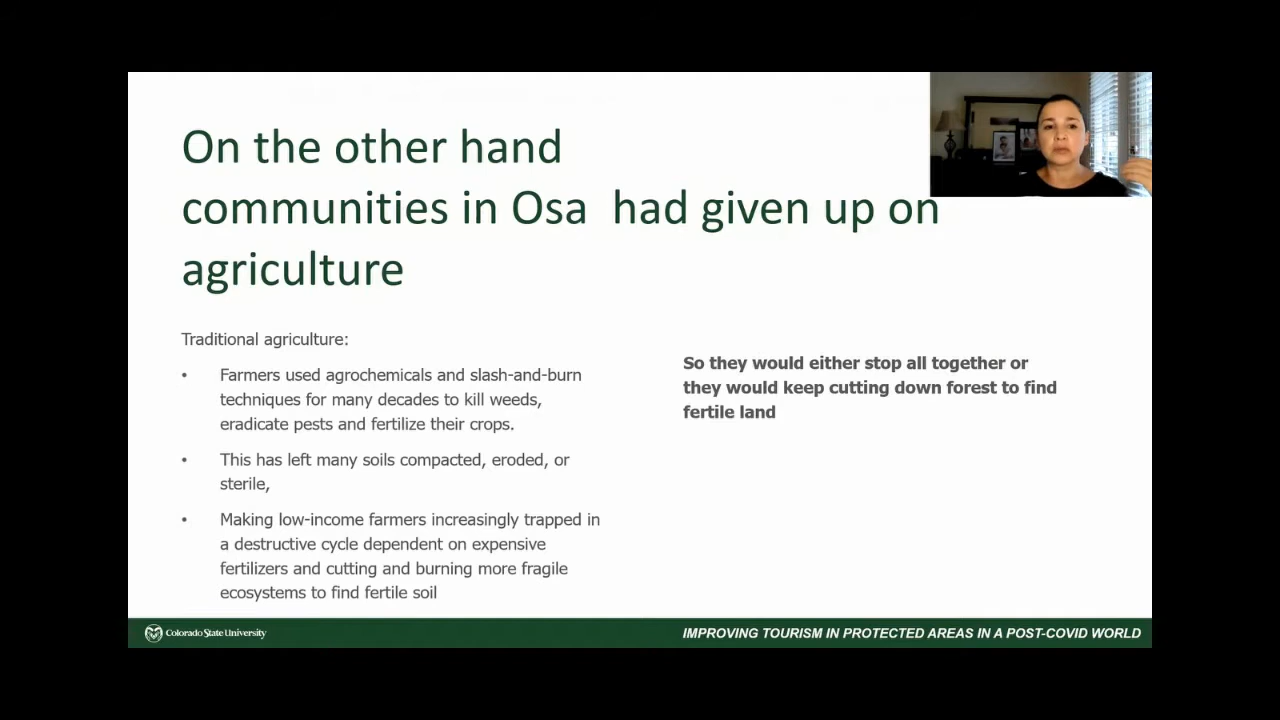 On the other hand
communities in Osa had given up on
agriculture
Traditional agriculture:
• Farmers used agrochemicals and slash-and-burn
techniques for many decades to kill weeds,
eradicate pests and fertilize their crops.
• This has left many soils compacted, eroded, or
sterile,
• Making low-income farmers increasingly trapped in
a destructive cycle dependent on expensive
fertilizers and cutting and burning more fragile
ecosystems to find fertile soil
So they would either stop all together or
they would keep cutting down forest to find
fertile land
Colorado State University
IMPROVING TOURISM IN PROTECTED AREAS IN A POST-COVID WORLD